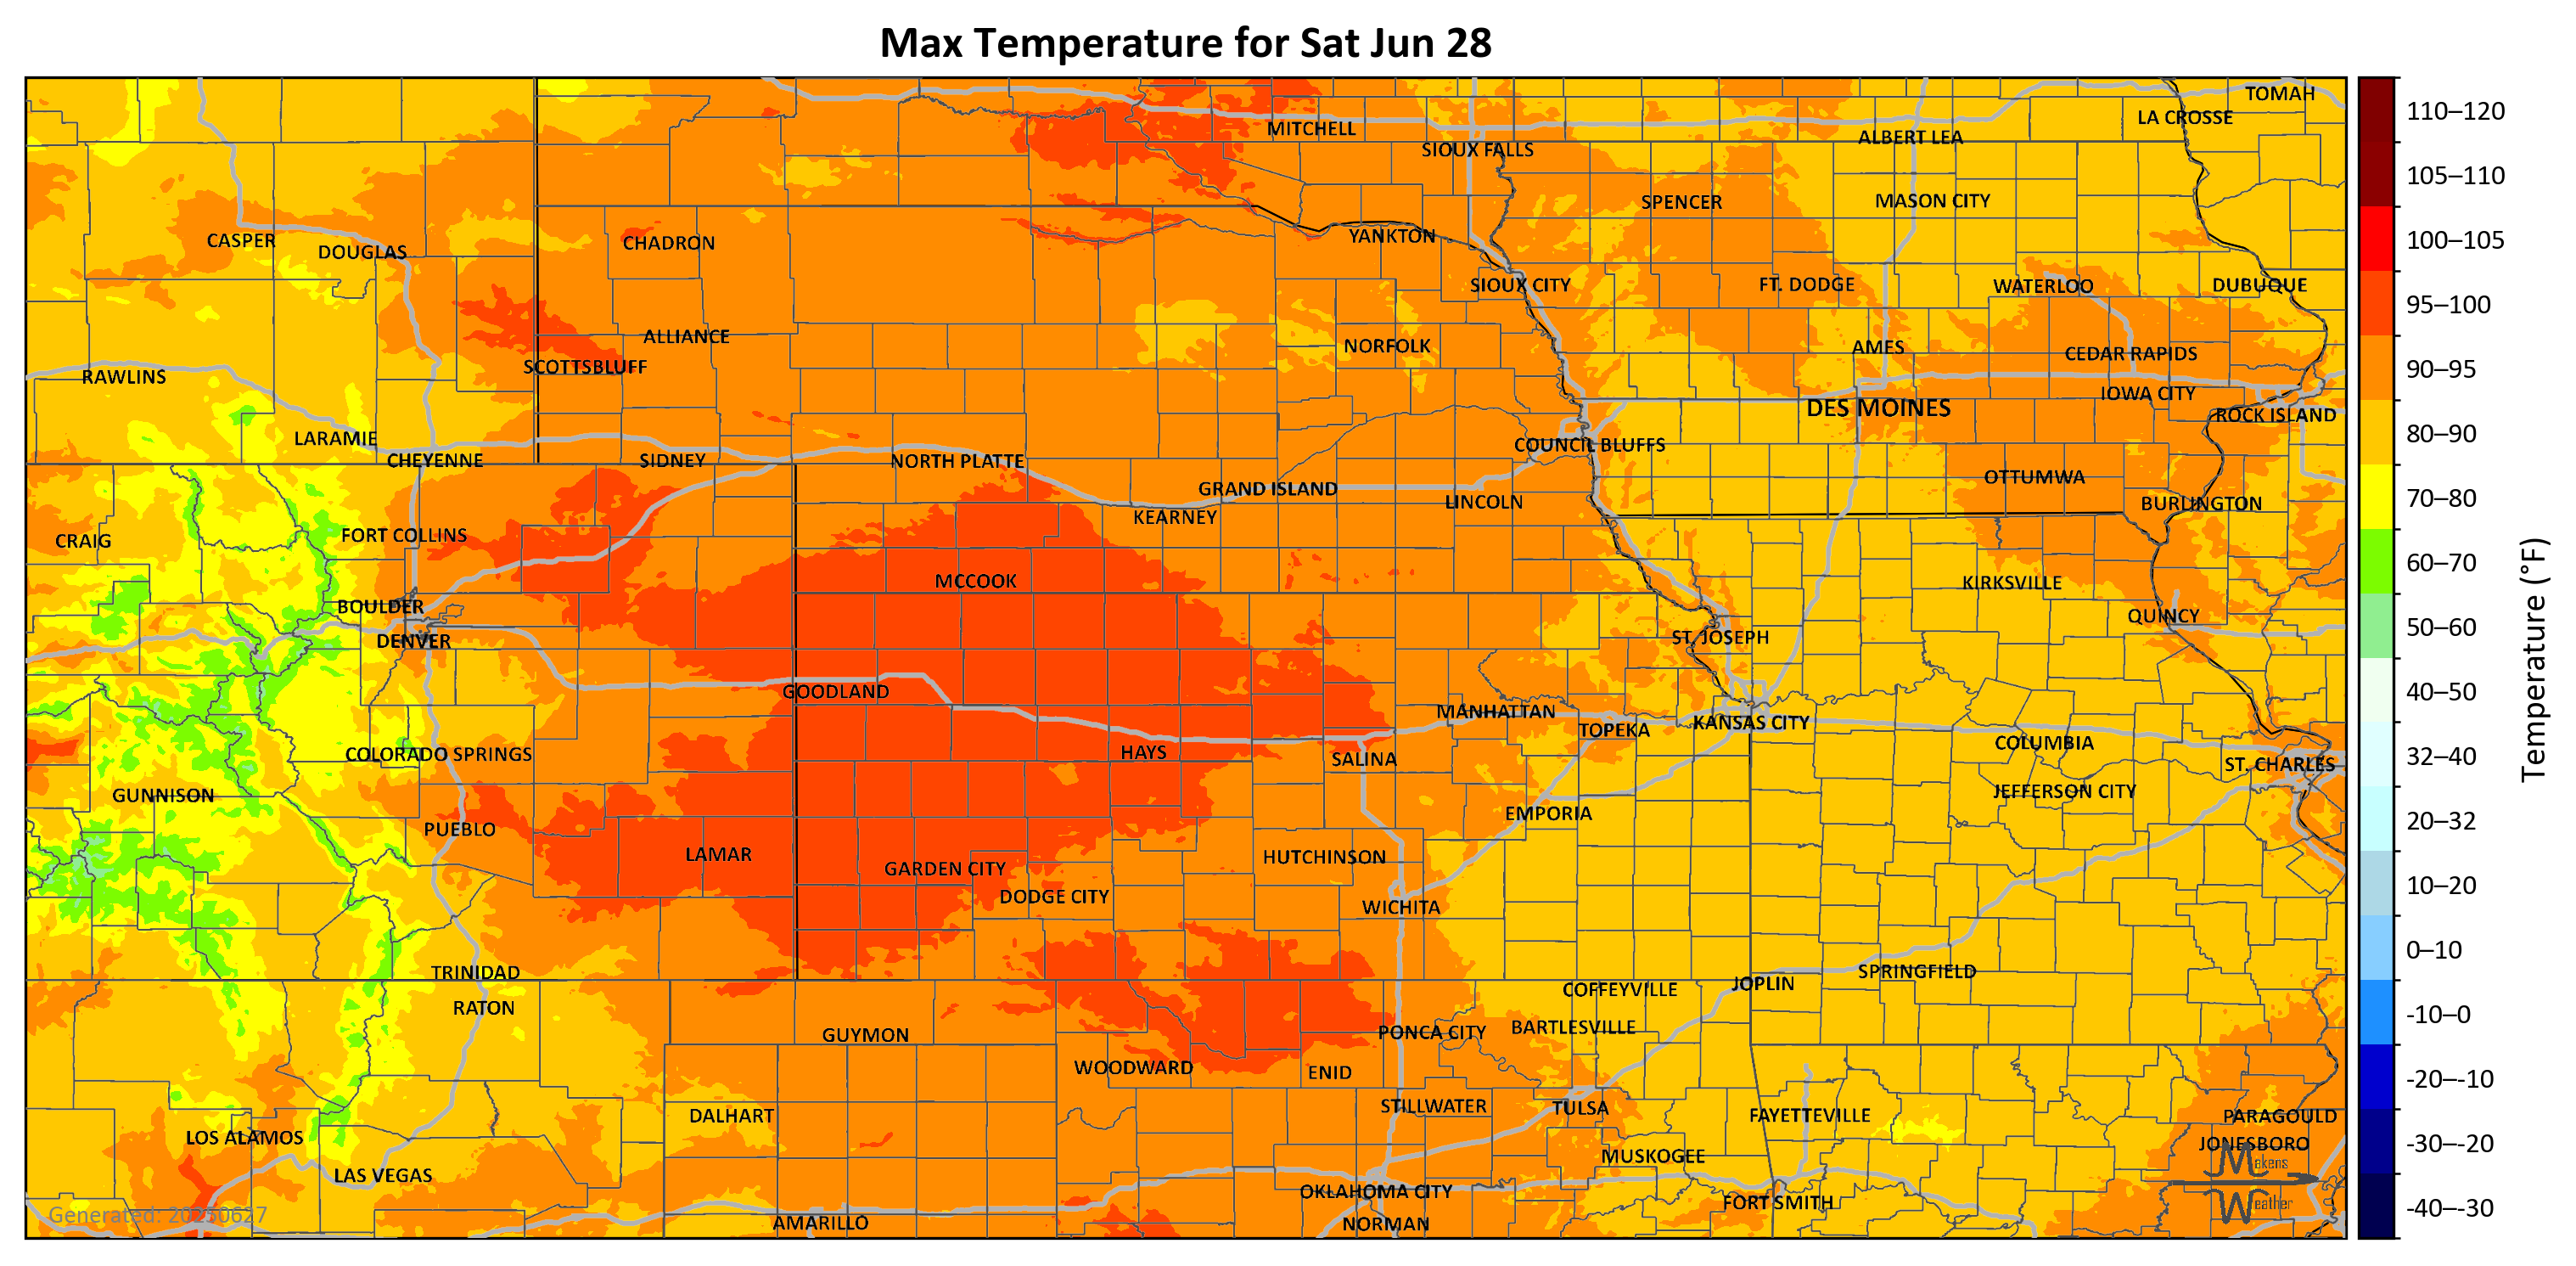 Max Temperature for Sat Jun 28
TOMAH
LA CROSSE
MITCHELL
ALBERT LEA
SIOUX FALLS
SPENCER
MASON CITY
CASPER
DOUGLAS
CHADRON
YANKTON
SIOUX CITY
FT. DODGE
WATERLOO
DUBUQUE
ALLIANCE
NORFOLK
AMES
CEDAR RAPIDS
SCOTTSBLUFF
RAWLINS
IOWA CITY
DES MOINES
ROCK ISLAND
LARAMIE
COUNCIL BLUFFS
CHEYENNE
SIDNEY
NORTH PLATTE
OTTUMWA
GRAND ISLAND
LINCOLN
BURLINGTON
KEARNEY
CRAIG
FORT COLLINS
MCCOOK
KIRKSVILLE
BOULDER
QUINCY
DENVER
ST. JOSEPH
GOODLAND
MANHATTAN
TOPEKA
KANSAS CITY
COLUMBIA
COLORADO SPRINGS
HAYS
SALINA
ST. CHARLES
GUNNISON
JEFFERSON CITY
EMPORIA
PUEBLO
LAMAR
HUTCHINSON
GARDEN CITY
DODGE CITY
WICHITA
TRINIDAD
SPRINGFIELD
JOPLIN
COFFEYVILLE
RATON
GUYMON
PONCA CITY
BARTLESVILLE
WOODWARD
ENID
STILLWATER
TULSA
DALHART
FAYETTEVILLE
PARAGOULD
LOS ALAMOS
JONESBORO
MUSKOGEE
LAS VEGAS
OKLAHOMA CITY
FORT SMITH
AMARILLO
NORMAN
Generated: 20250627
Makens
Weather
110–120
105–110
100–105
95–100
90–95
80–90
70–80
60–70
50–60
40–50
32–40
20–32
10–20
0–10
-10–0
-20–-10
-30–-20
-40–-30
Temperature (°F)